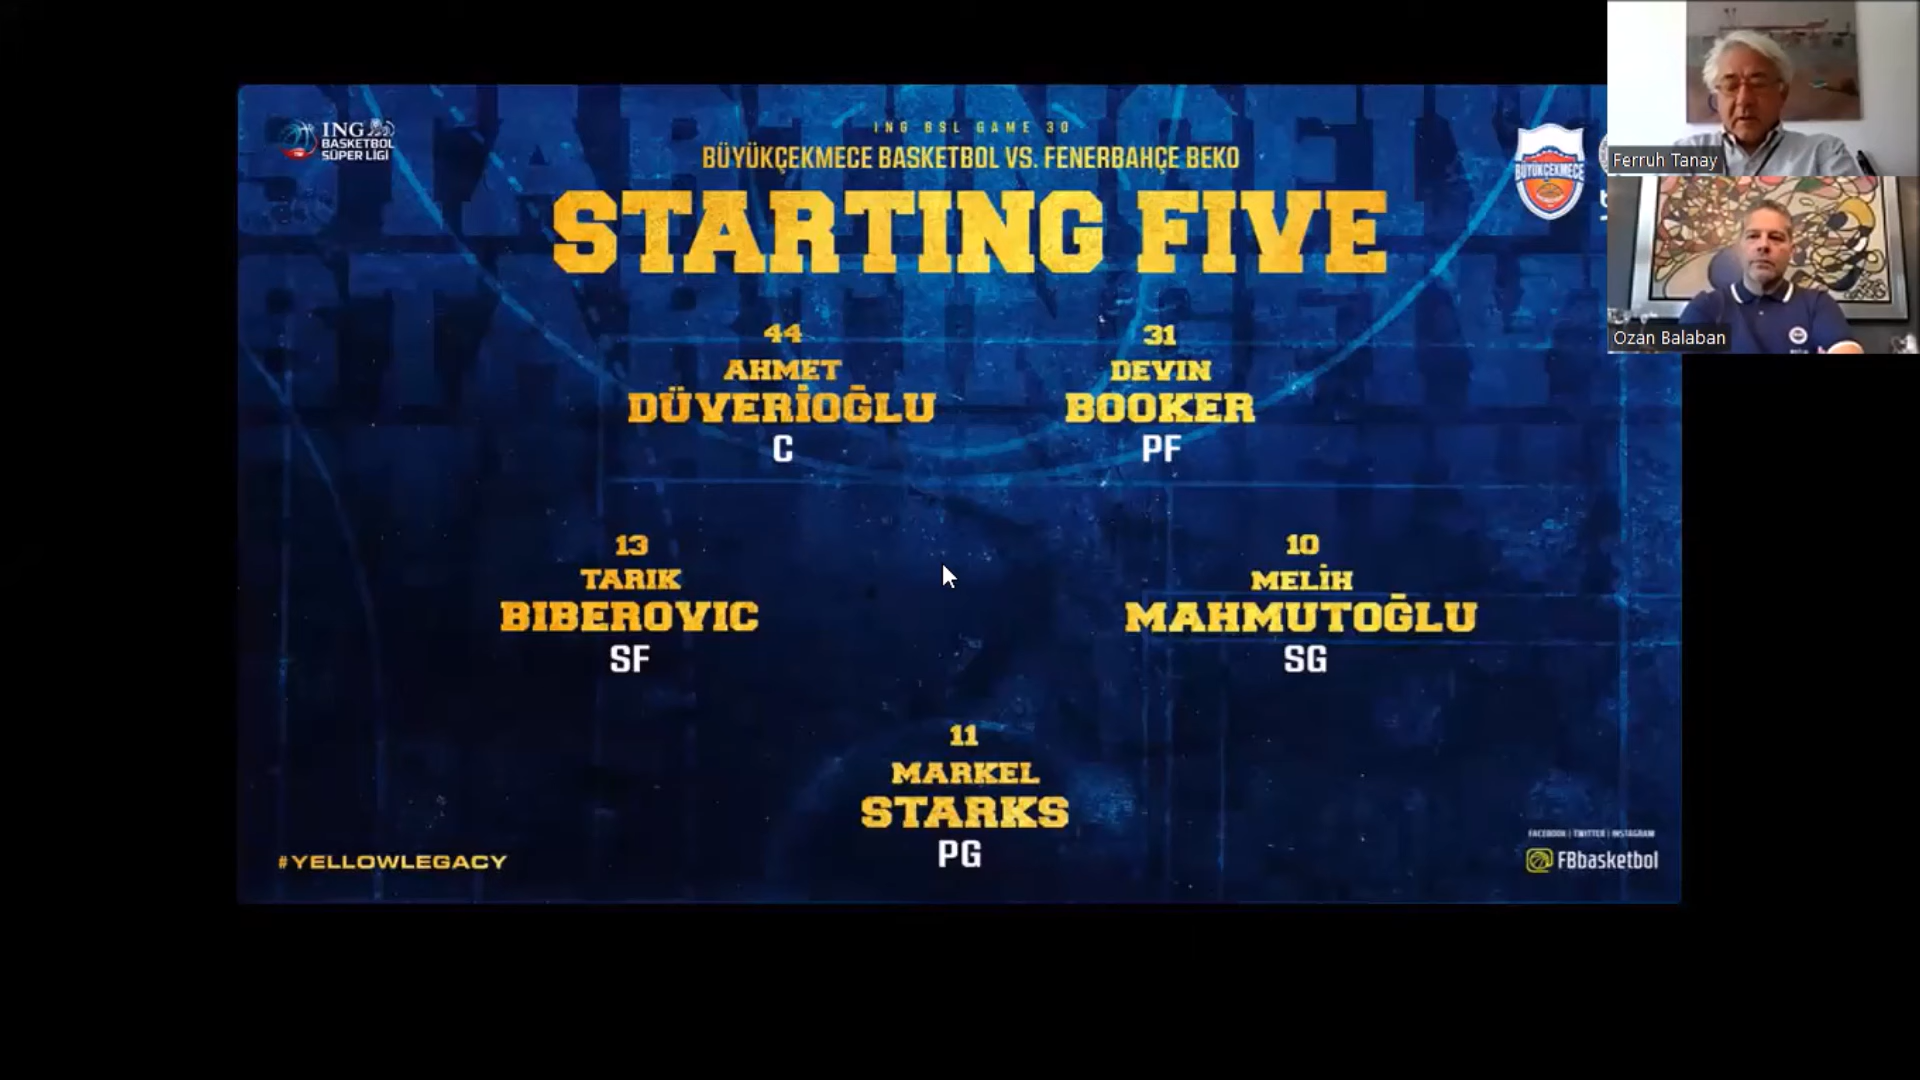 ING
BASKETBOL
SÜPER LİGİ
ING BSL GAME 30
BÜYÜKÇEKMECE BASKETBOL VS. FENERBAHÇE BEKO
STARTING FIVE
BÜYÜKÇEKMECE
Ferruh Tanay
Ozan Balaban
44
AHMET
DÜVERİOĞLU
C
31
DEVIN
BOOKER
PF
13
TARIK
BIBEROVIC
SF
10
MELİH
MAHMUTOĞLU
SG
11
MARKEL
STARKS
PG
#YELLOWLEGACY
FACEBOOK | TWITTER | INSTAGRAM
FBbasketbol